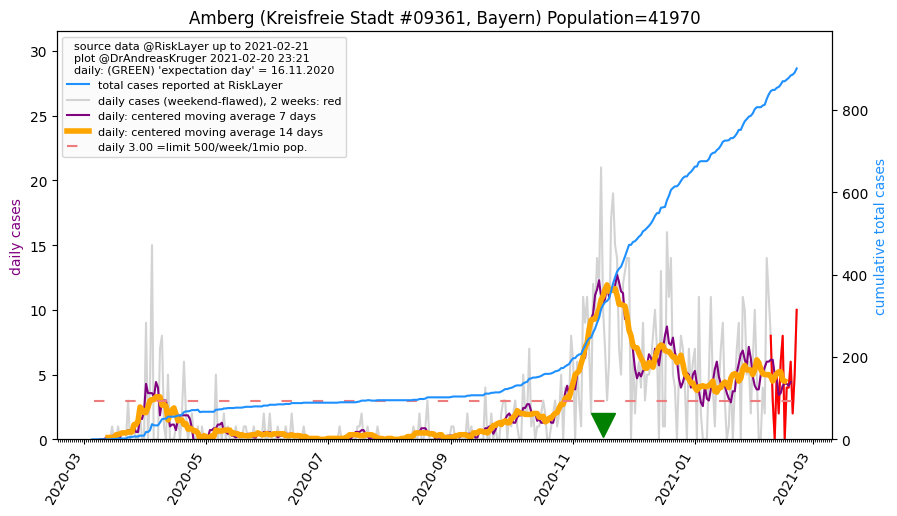 Amberg (Kreisfreie Stadt #09361, Bayern) Population=41970
source data @RiskLayer up to 2021-02-21
plot @DrAndreasKruger 2021-02-20 23:21
daily: (GREEN) 'expectation day' = 16.11.2020
total cases reported at RiskLayer
daily cases (weekend-flawed), 2 weeks: red
daily: centered moving average 7 days
daily: centered moving average 14 days
daily 3.00 =limit 500/week/1mio pop.
daily cases
30
25
20
15
10
5
0
cumulative total cases
800
600
400
200
0
2020-03
2020-05
2020-07
2020-09
2020-11
2021-01
2021-03